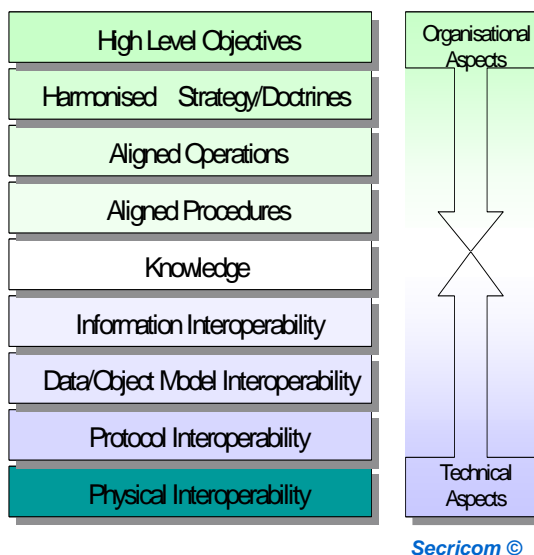 High Level Objectives
Harmonised Strategy/Doctrines
Aligned Operations
Aligned Procedures
Knowledge
Information Interoperability
Data/Object Model Interoperability
Protocol Interoperability
Physical Interoperability
Organisational
Aspects
Technical
Aspects
Secricom ©